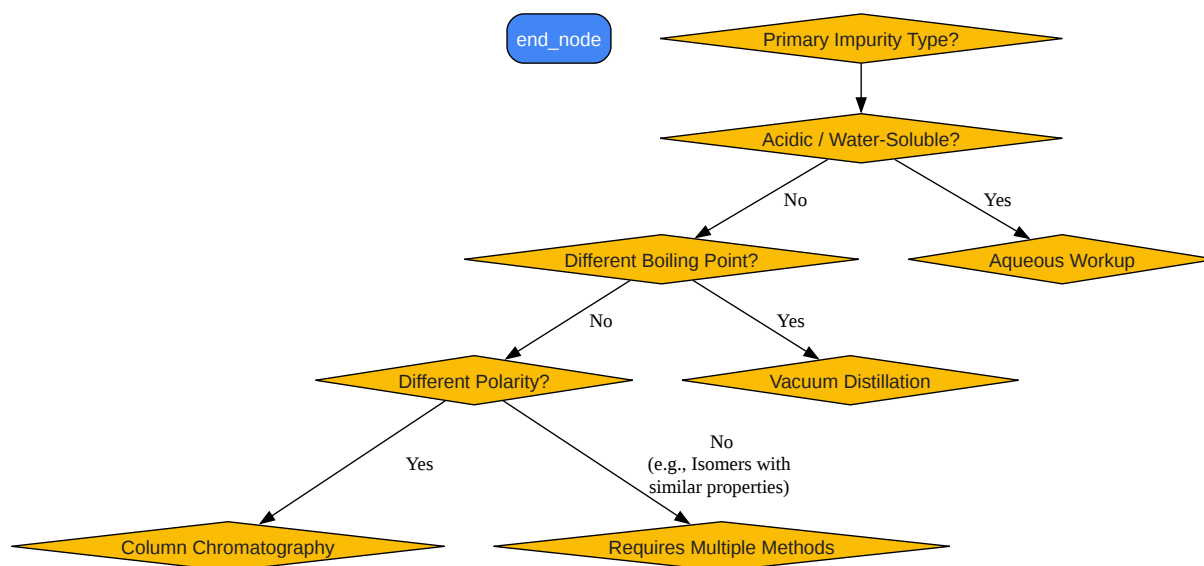 end_node
Primary Impurity Type?
Acidic / Water-Soluble?
No
Yes
Different Boiling Point?
Aqueous Workup
No
Yes
Different Polarity?
Vacuum Distillation
Yes
No
(e.g., Isomers with
similar properties)
Column Chromatography
Requires Multiple Methods